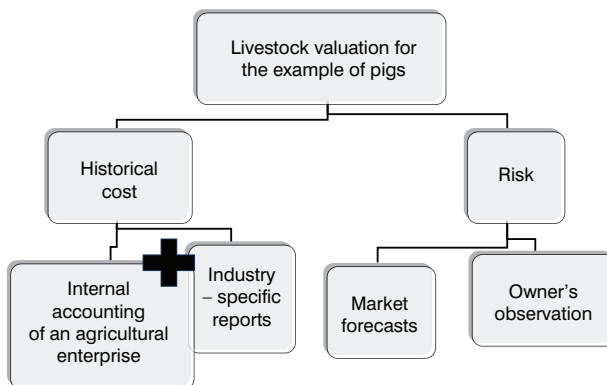 Livestock valuation for
the example of pigs
Historical
cost
Risk
Internal
accounting
of an agricultural
enterprise
Industry
– specific
reports
Market
forecasts
Owner's
observation